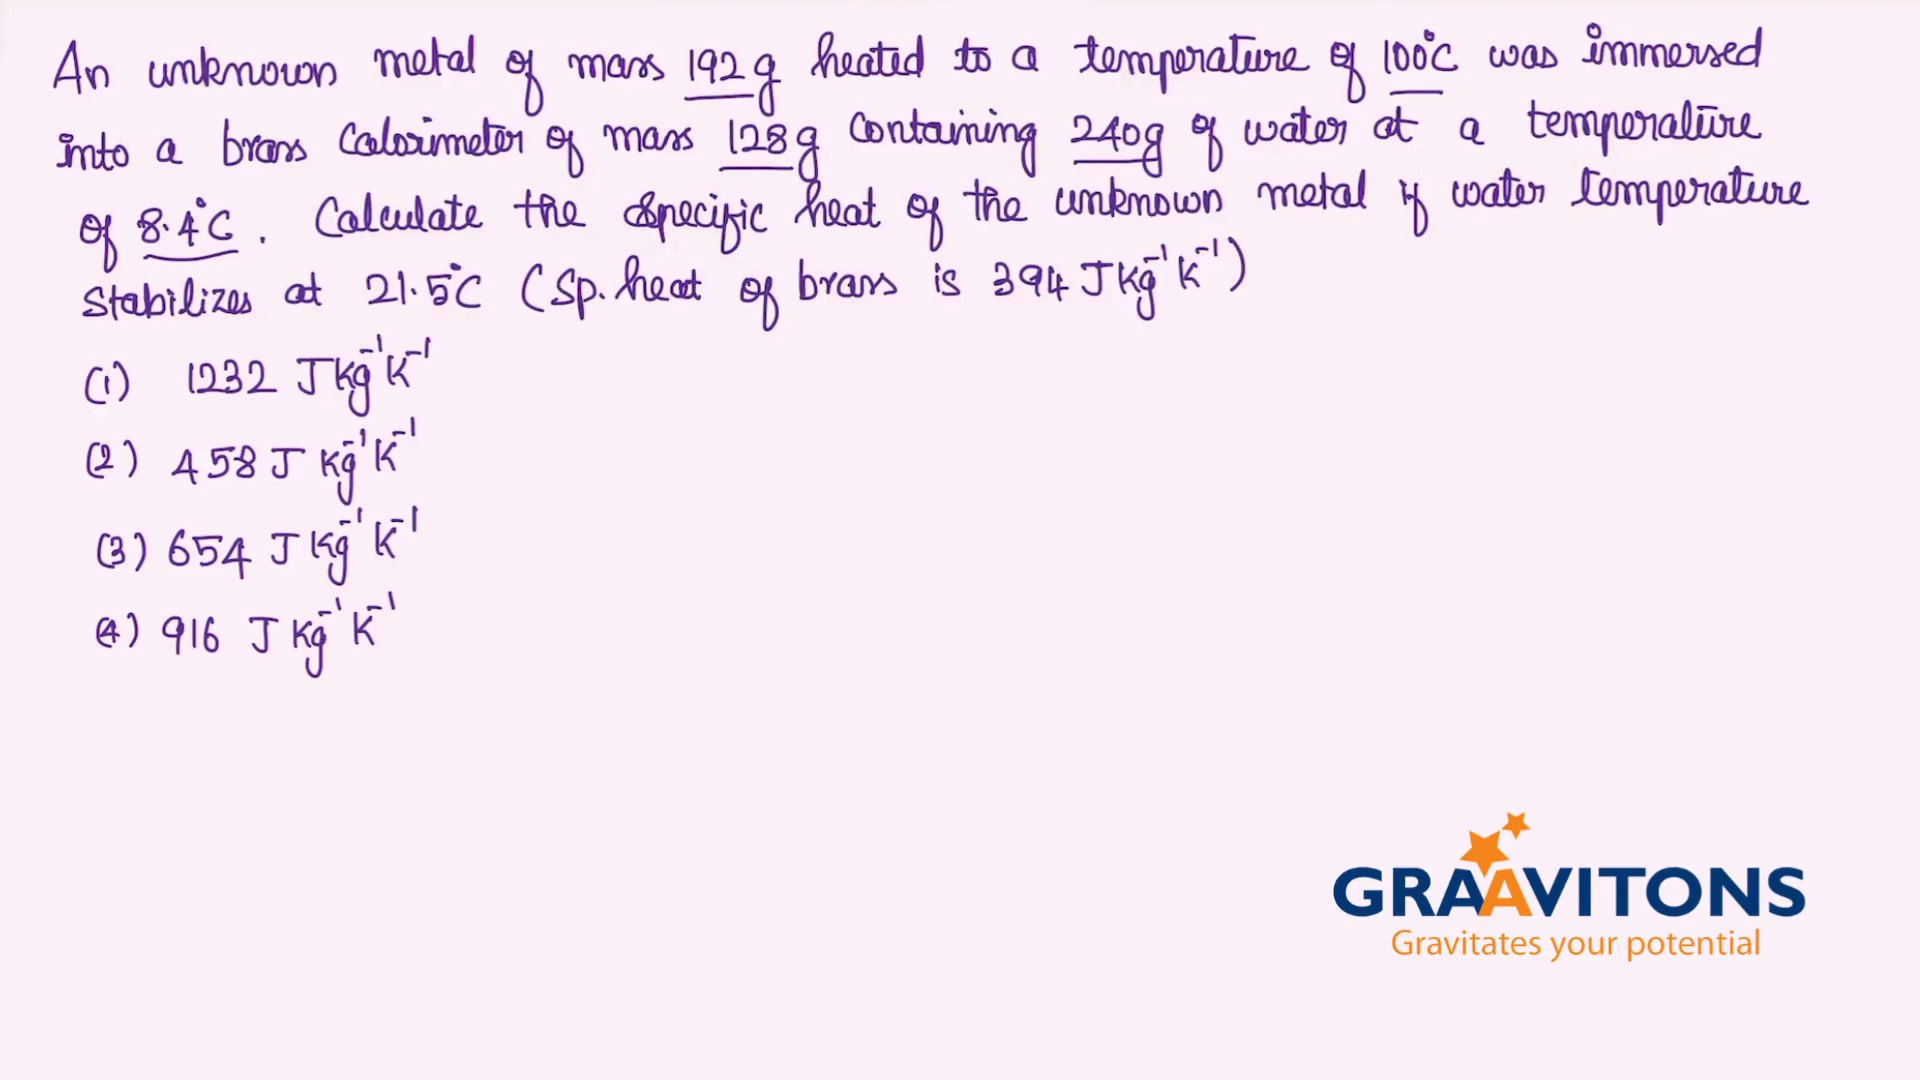 An unknown metal of mass 192g heated to a temperature of 100°C was immersed
into a brass calorimeter of mass 128g containing 240g of water at a temperature
of 8.4°C. Calculate the specific heat of the unknown metal if water temperature
stabilizes at 21.5°C (Sp. heat of brass is 394 J Kg⁻¹ K⁻¹)
(1) 1232 J Kg⁻¹ K⁻¹
(2) 458 J Kg⁻¹ K⁻¹
(3) 654 J Kg⁻¹ K⁻¹
(4) 916 J Kg⁻¹ K⁻¹
GRAAVITONS
Gravitates your potential